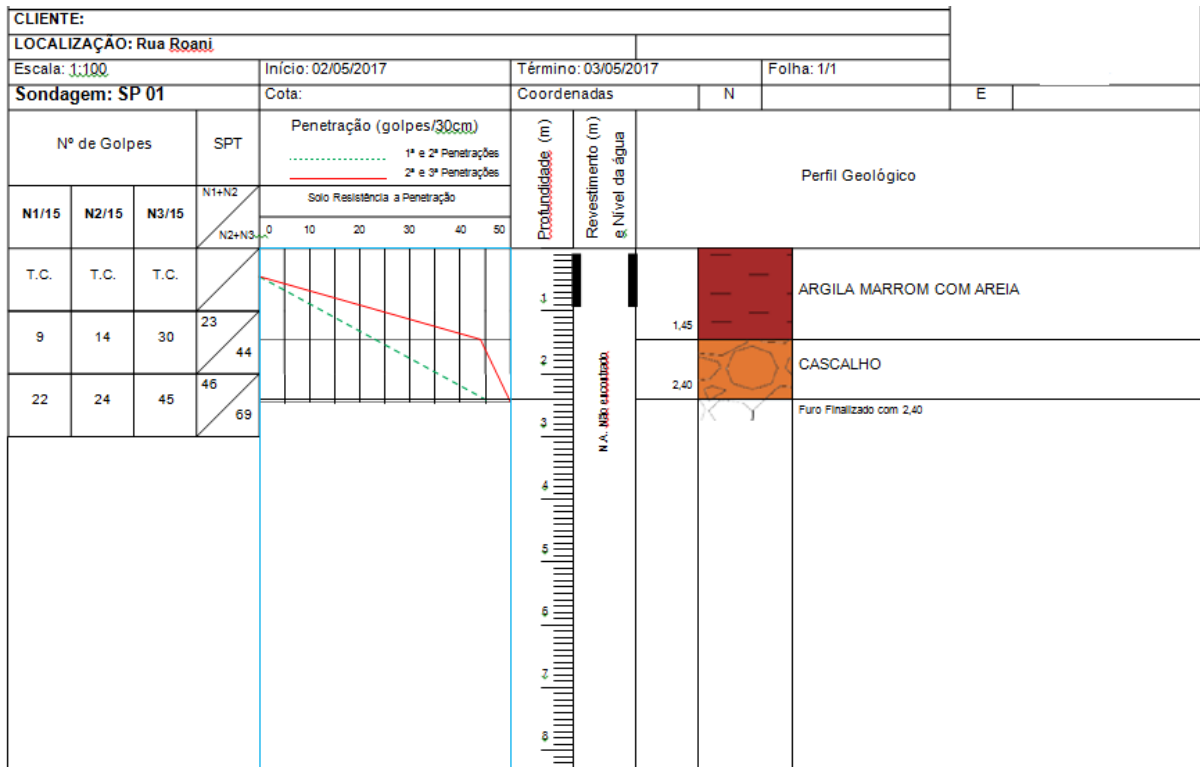 CLIENTE:
LOCALIZAÇÃO: Rua Roani
Escala: 1:100 Início: 02/05/2017 Término: 03/05/2017 Folha: 1/1
Sondagem: SP 01 Cota: Coordenadas N E
Nº de Golpes
SPT
Penetração (golpes/30cm)
1ª e 2ª Penetrações
2ª e 3ª Penetrações
Solo Resistência a Penetração
Profundidade (m)
Revestimento (m)
e Nível da água
Perfil Geológico
N1/15 N2/15 N3/15 N1+N2
N2+N3
0 10 20 30 40 50
T.C. T.C. T.C.
9 14 30 23
44
22 24 45 46
69
1
2
3
4
5
6
7
8
N.A. Não encontrado
ARGILA MARROM COM AREIA
1,45
CASCALHO
2,40
Furo Finalizado com 2,40